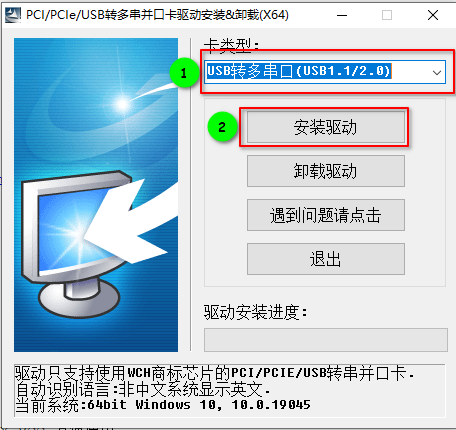 PCI/PCIe/USB转多串并口卡驱动安装&卸载(X64)
卡类型:
1
USB转多串口(USB1.1/2.0)
2
安装驱动
卸载驱动
遇到问题请点击
退出
驱动安装进度:
驱动只支持使用WCH商标芯片的PCI/PCIE/USB转串并口卡.
自动识别语言:非中文系统显示英文.
当前系统:64bit Windows 10, 10.0.19045